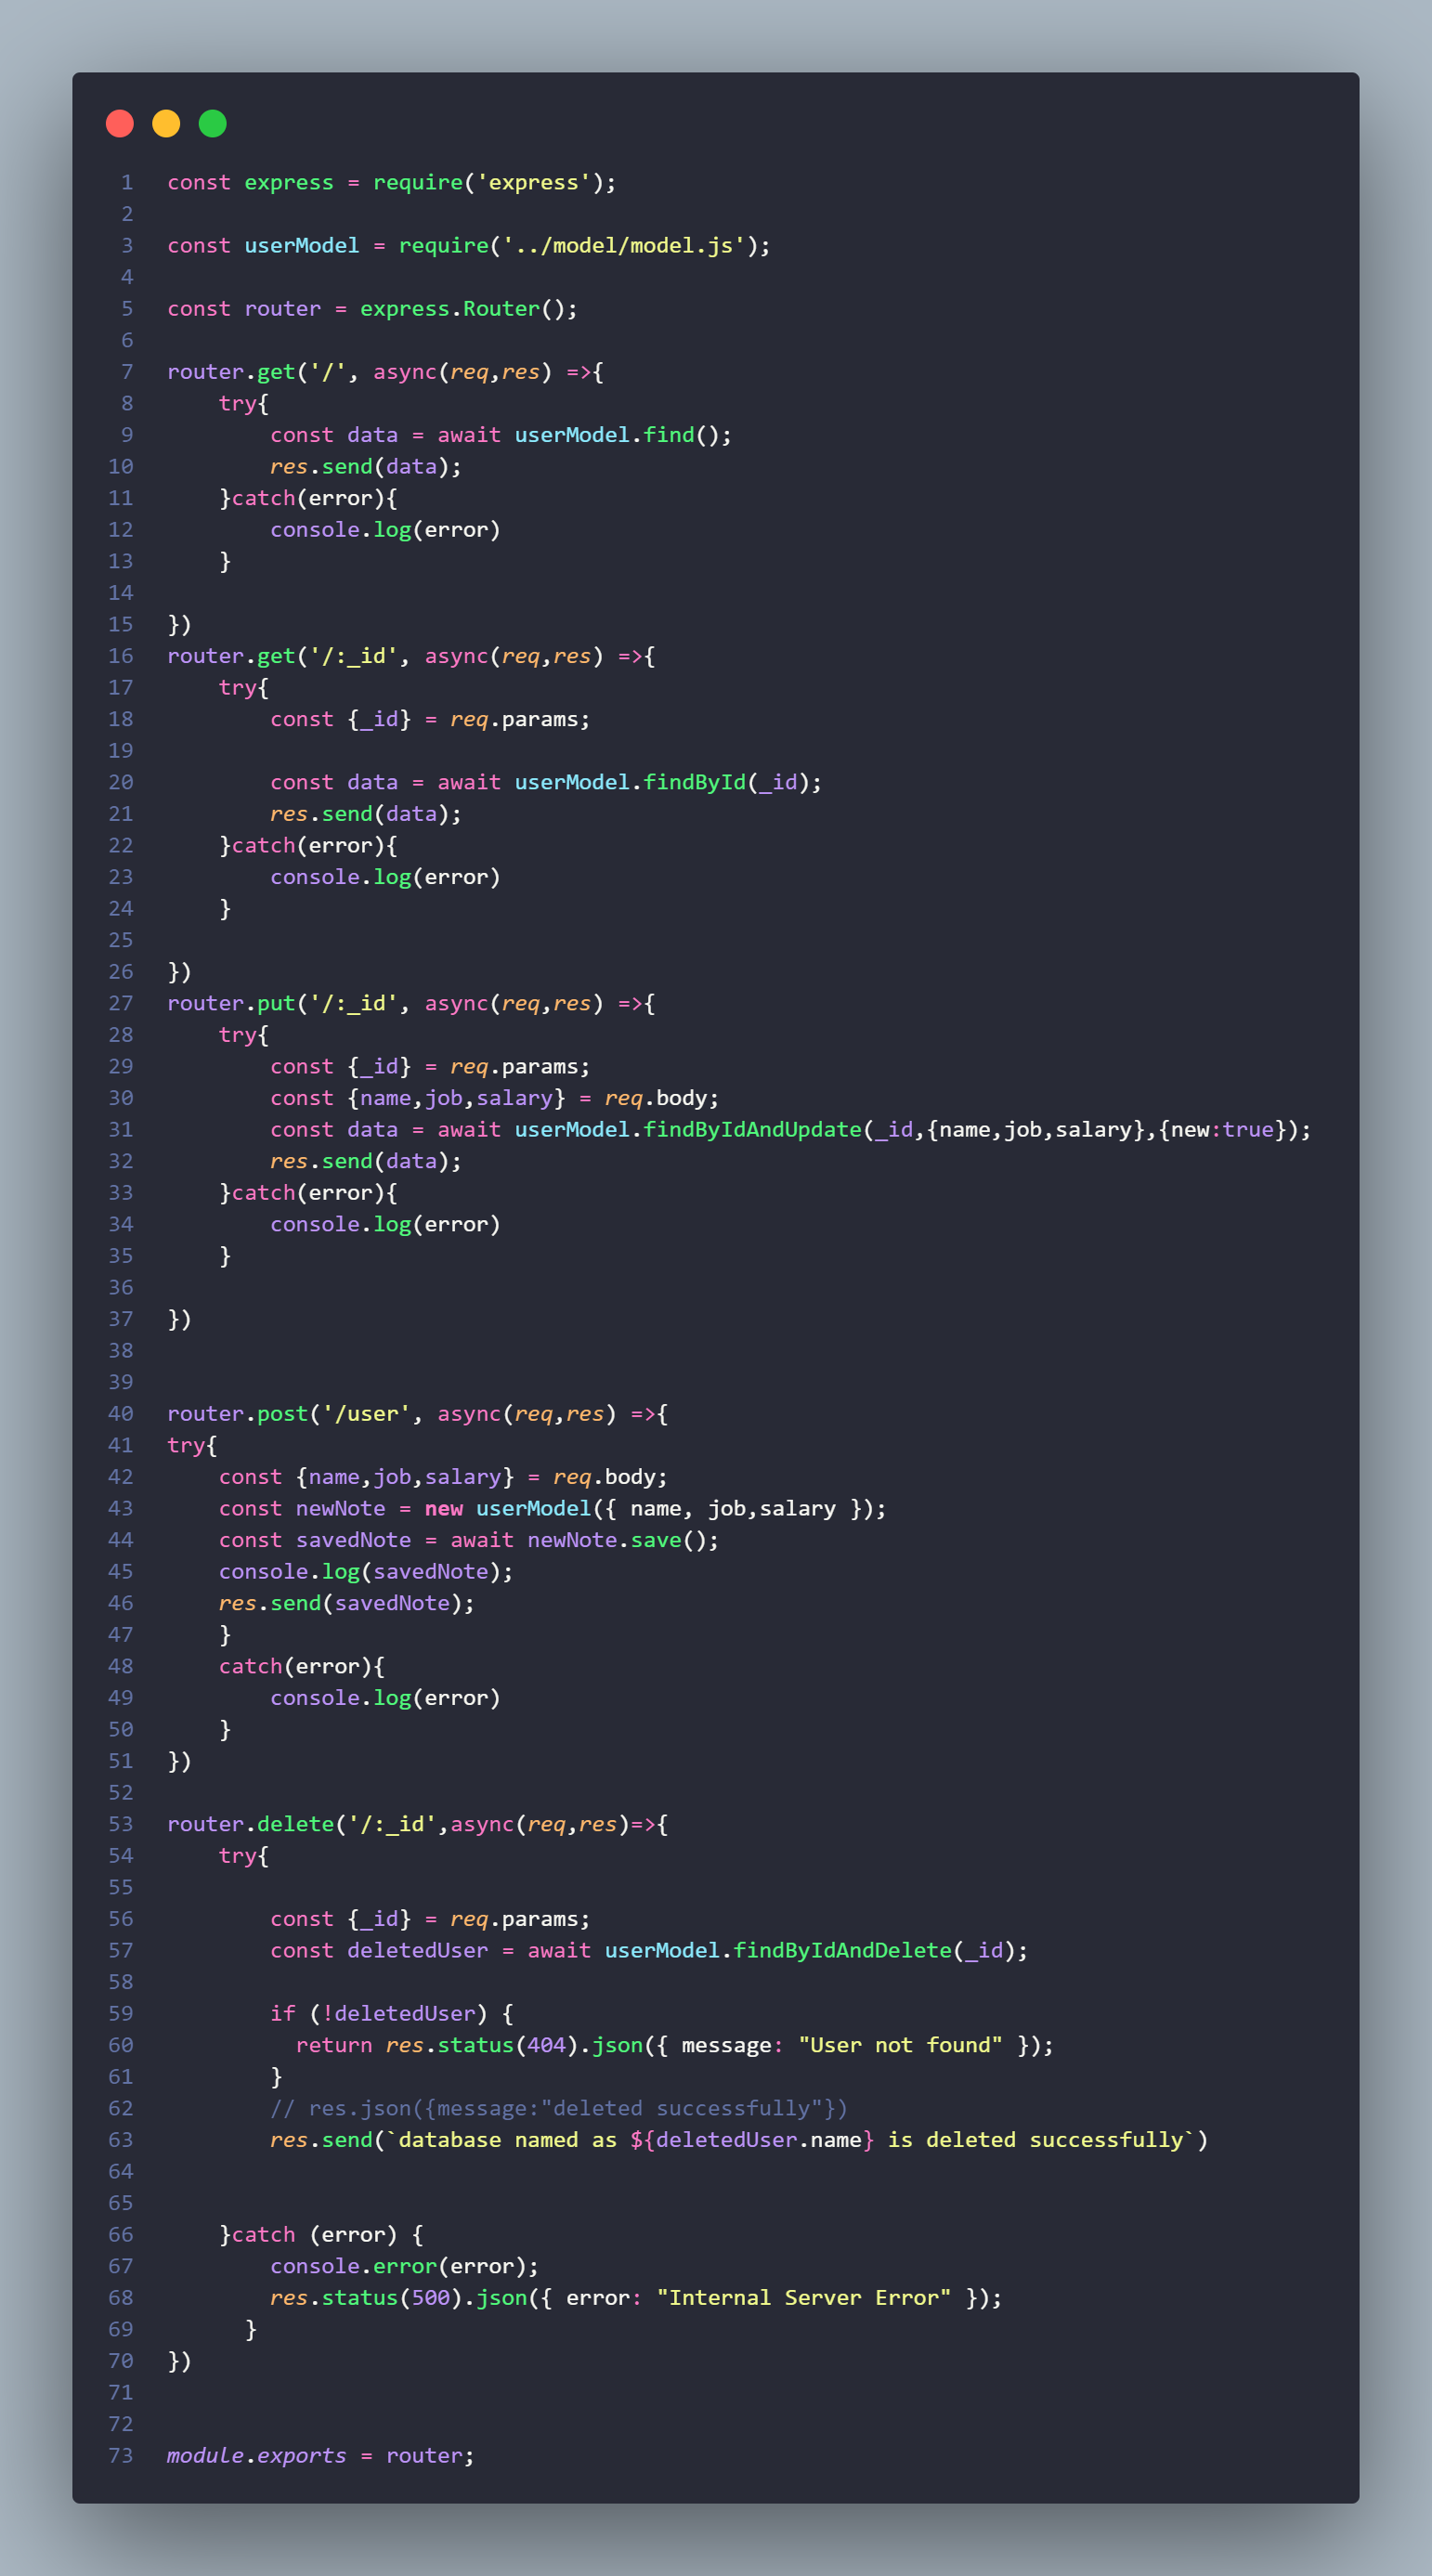 1 const express = require('express');
2
3 const userModel = require('../model/model.js');
4
5 const router = express.Router();
6
7 router.get('/', async(req,res) =>{
8     try{
9         const data = await userModel.find();
10         res.send(data);
11     }catch(error){
12         console.log(error)
13     }
14
15 })
16 router.get('/:_id', async(req,res) =>{
17     try{
18         const {_id} = req.params;
19
20         const data = await userModel.findById(_id);
21         res.send(data);
22     }catch(error){
23         console.log(error)
24     }
25
26 })
27 router.put('/:_id', async(req,res) =>{
28     try{
29         const {_id} = req.params;
30         const {name,job,salary} = req.body;
31         const data = await userModel.findByIdAndUpdate(_id,{name,job,salary},{new:true});
32         res.send(data);
33     }catch(error){
34         console.log(error)
35     }
36
37 })
38
39
40 router.post('/user', async(req,res) =>{
41 try{
42     const {name,job,salary} = req.body;
43     const newNote = new userModel({ name, job,salary });
44     const savedNote = await newNote.save();
45     console.log(savedNote);
46     res.send(savedNote);
47     }
48     catch(error){
49         console.log(error)
50     }
51 })
52
53 router.delete('/:_id',async(req,res)=>{
54     try{
55
56         const {_id} = req.params;
57         const deletedUser = await userModel.findByIdAndDelete(_id);
58
59         if (!deletedUser) {
60           return res.status(404).json({ message: "User not found" });
61         }
62         // res.json({message:"deleted successfully"})
63         res.send(`database named as ${deletedUser.name} is deleted successfully`)
64
65
66     }catch (error) {
67         console.error(error);
68         res.status(500).json({ error: "Internal Server Error" });
69       }
70 })
71
72
73 module.exports = router;